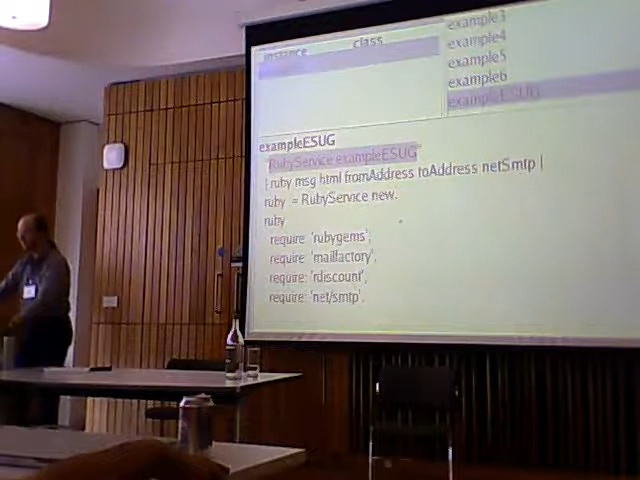 instance class
example3
example4
example5
example6
exampleESUG
exampleESUG
"RubyService exampleESUG"
| ruby msg html fromAddress toAddress netSmtp |
ruby := RubyService new.
ruby
require: 'rubygems';
require: 'mailfactory';
require: 'rdiscount';
require: 'net/smtp'.